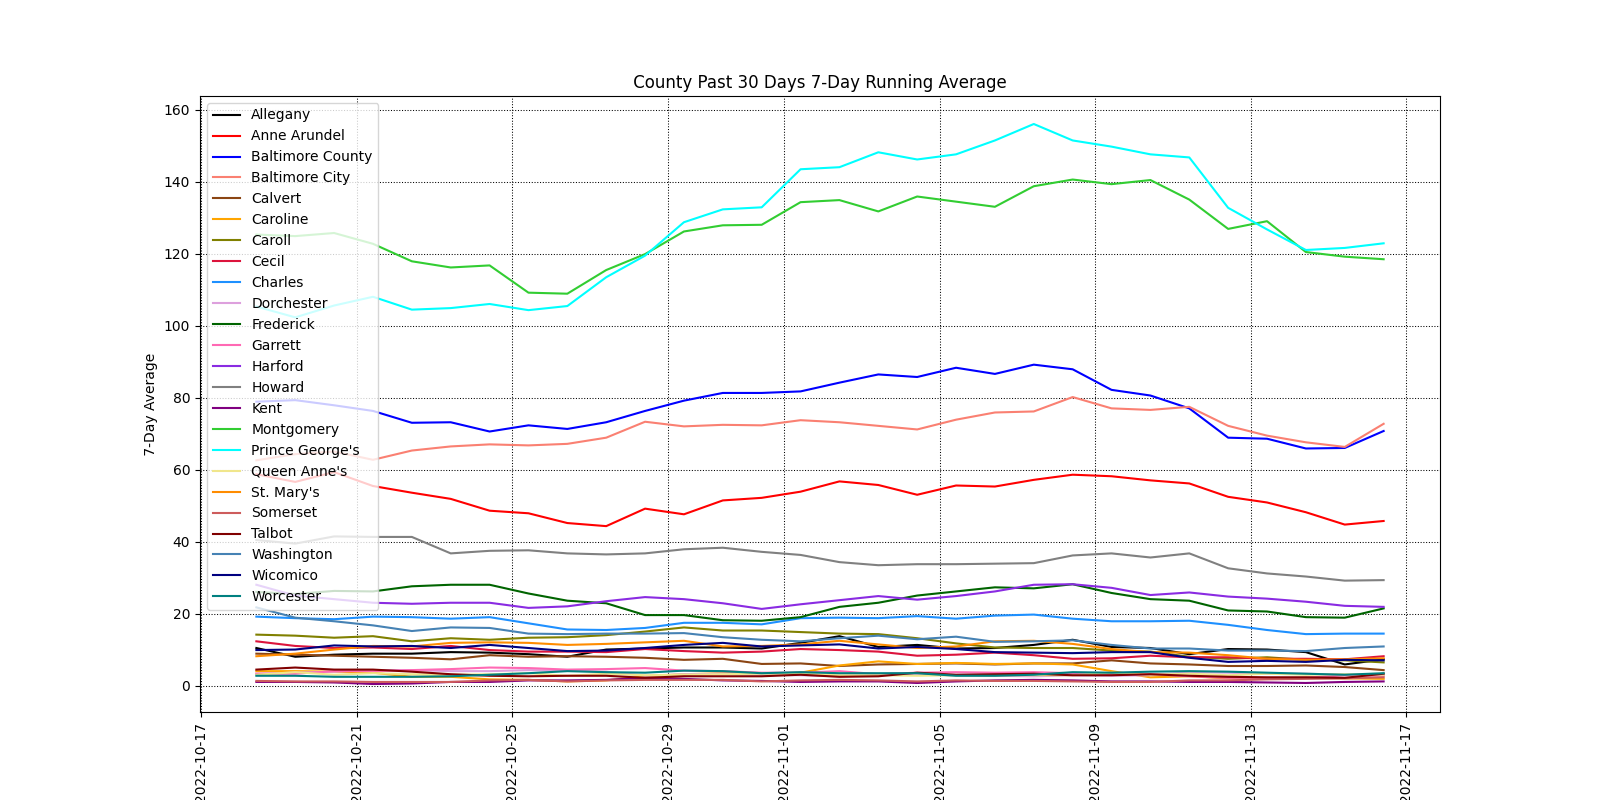 County Past 30 Days 7-Day Running Average
160
140
120
100
80
60
40
20
0
7-Day Average
Allegany
Anne Arundel
Baltimore County
Baltimore City
Calvert
Caroline
Caroll
Cecil
Charles
Dorchester
Frederick
Garrett
Harford
Howard
Kent
Montgomery
Prince George's
Queen Anne's
St. Mary's
Somerset
Talbot
Washington
Wicomico
Worcester
2022-10-17
2022-10-21
2022-10-25
2022-10-29
2022-11-01
2022-11-05
2022-11-09
2022-11-13
2022-11-17